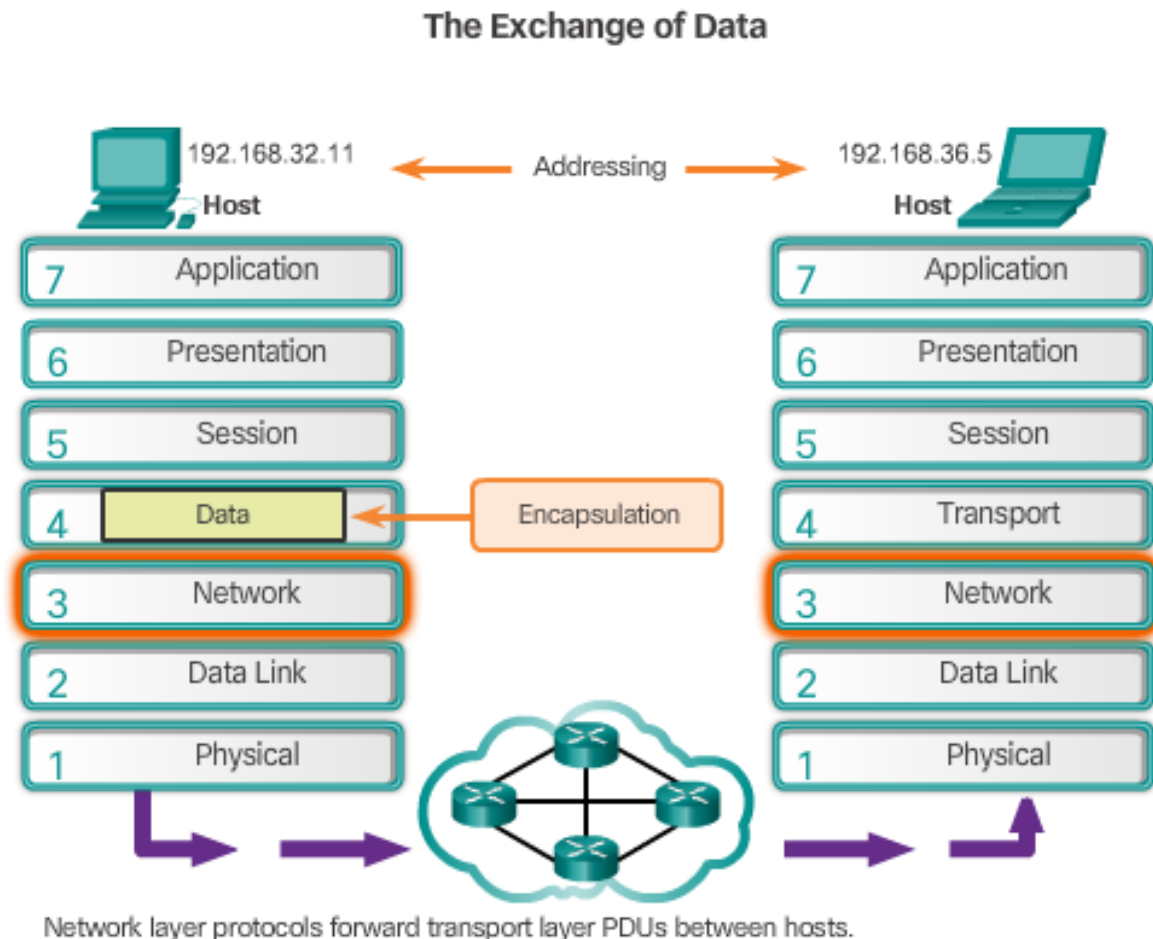 The Exchange of Data
192.168.32.11
Addressing
192.168.36.5
Host
Host
7 Application
7 Application
6 Presentation
6 Presentation
5 Session
5 Session
4 Data
Encapsulation
4 Transport
3 Network
3 Network
2 Data Link
2 Data Link
1 Physical
1 Physical
Network layer protocols forward transport layer PDUs between hosts.